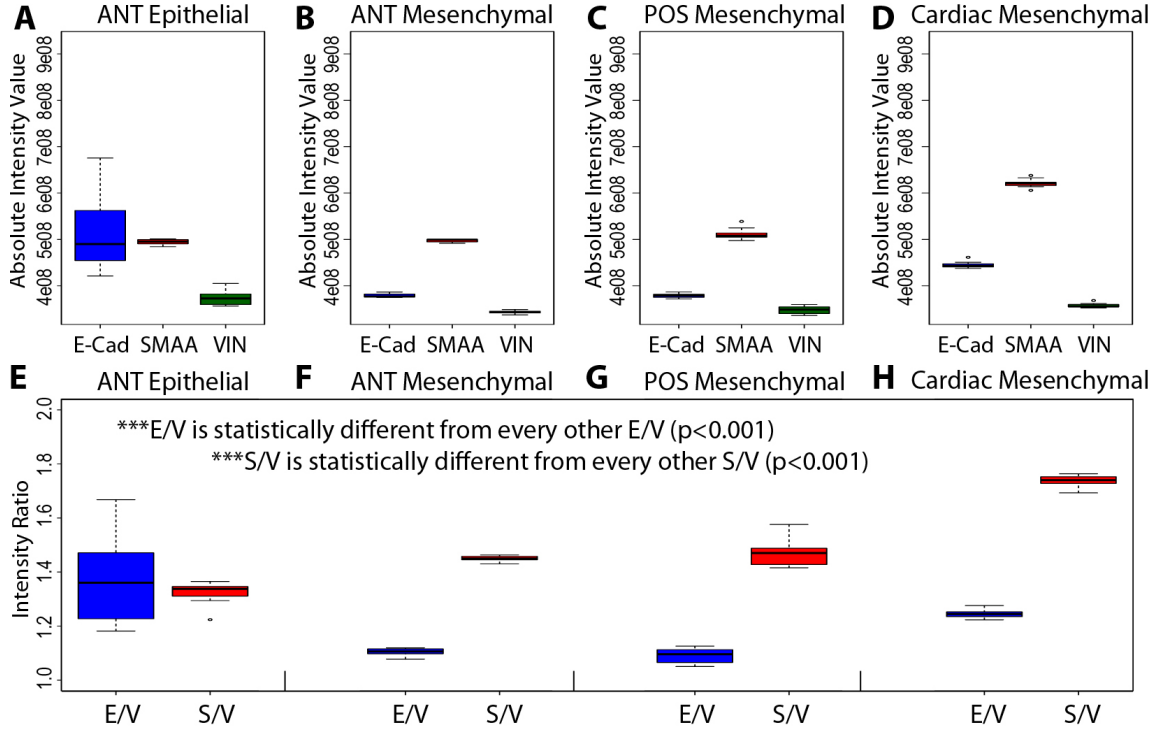 A ANT Epithelial B ANT Mesenchymal C POS Mesenchymal D Cardiac Mesenchymal
Absolute Intensity Value
9e08
8e08
7e08
6e08
5e08
4e08
E-Cad SMAA VIN
Absolute Intensity Value
9e08
8e08
7e08
6e08
5e08
4e08
E-Cad SMAA VIN
Absolute Intensity Value
9e08
8e08
7e08
6e08
5e08
4e08
E-Cad SMAA VIN
Absolute Intensity Value
9e08
8e08
7e08
6e08
5e08
4e08
E-Cad SMAA VIN
E ANT Epithelial F ANT Mesenchymal G POS Mesenchymal H Cardiac Mesenchymal
Intensity Ratio
2.0
1.8
1.6
1.4
1.2
1.0
***E/V is statistically different from every other E/V (p<0.001)
***S/V is statistically different from every other S/V (p<0.001)
E/V S/V E/V S/V E/V S/V E/V S/V